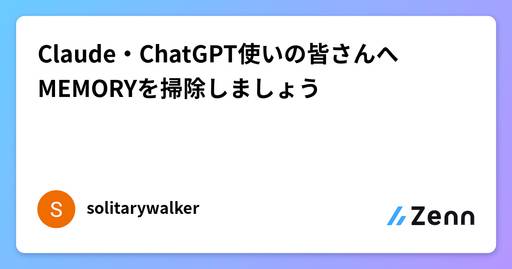 Claude・ChatGPT使いの皆さんへ
MEMORYを掃除しましょう
S
solitarywalker
Zenn